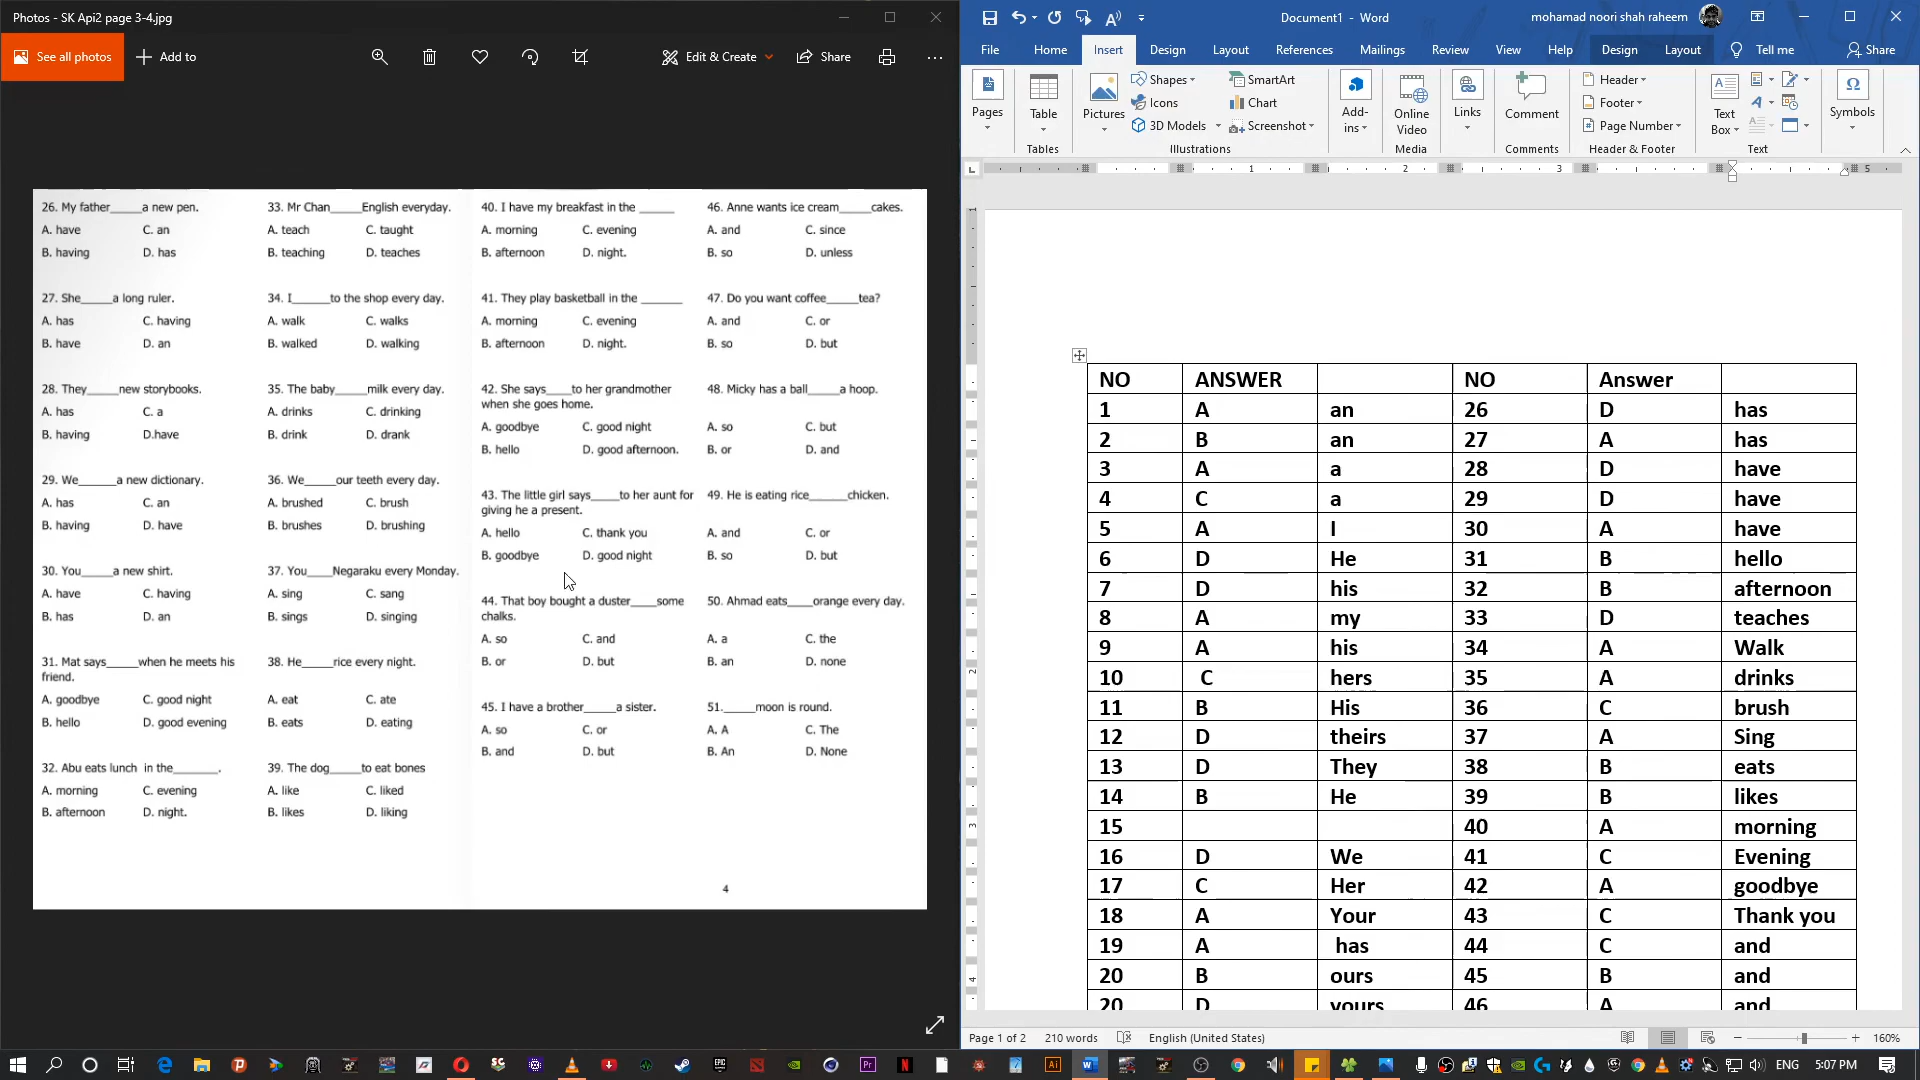 Photos - SK Api2 page 3-4.jpg
See all photos
Add to
Edit & Create
Share
26. My father_____a new pen.
A. have C. an
B. having D. has
27. She_____a long ruler.
A. has C. having
B. have D. an
28. They_____new storybooks.
A. has C. a
B. having D.have
29. We______a new dictionary.
A. has C. an
B. having D. have
30. You_____a new shirt.
A. have C. having
B. has D. an
31. Mat says_____when he meets his
friend.
A. goodbye C. good night
B. hello D. good evening
32. Abu eats lunch in the_______.
A. morning C. evening
B. afternoon D. night.
33. Mr Chan_____English everyday.
A. teach C. taught
B. teaching D. teaches
34. I______to the shop every day.
A. walk C. walks
B. walked D. walking
35. The baby_____milk every day.
A. drinks C. drinking
B. drink D. drank
36. We_____our teeth every day.
A. brushed C. brush
B. brushes D. brushing
37. You____Negaraku every Monday.
A. sing C. sang
B. sings D. singing
38. He_____rice every night.
A. eat C. ate
B. eats D. eating
39. The dog_____to eat bones
A. like C. liked
B. likes D. liking
40. I have my breakfast in the ______
A. morning C. evening
B. afternoon D. night.
41. They play basketball in the _______
A. morning C. evening
B. afternoon D. night.
42. She says____to her grandmother
when she goes home.
A. goodbye C. good night
B. hello D. good afternoon.
43. The little girl says_____to her aunt for
giving he a present.
A. hello C. thank you
B. goodbye D. good night
44. That boy bought a duster____some
chalks.
A. so C. and
B. or D. but
45. I have a brother_____a sister.
A. so C. or
B. and D. but
46. Anne wants ice cream_____cakes.
A. and C. since
B. so D. unless
47. Do you want coffee_____tea?
A. and C. or
B. so D. but
48. Micky has a ball_____a hoop.
A. so C. but
B. or D. and
49. He is eating rice______chicken.
A. and C. or
B. so D. but
50. Ahmad eats____orange every day.
A. a C. the
B. an D. none
51._____moon is round.
A. A C. The
B. An D. None
4
Document1 - Word
mohamad noori shah raheem
File Home Insert Design Layout References Mailings Review View Help Design Layout Tell me Share
Pages
Table
Tables
Pictures
Shapes
Icons
3D Models
SmartArt
Chart
Screenshot
Illustrations
Add-
ins
Online
Video
Media
Links
Comment
Comments
Header
Footer
Page Number
Header & Footer
Text
Box
Text
Symbols
1 2 3 5
NO ANSWER NO Answer
1 A an 26 D has
2 B an 27 A has
3 A a 28 D have
4 C a 29 D have
5 A I 30 A have
6 D He 31 B hello
7 D his 32 B afternoon
8 A my 33 D teaches
9 A his 34 A Walk
10 C hers 35 A drinks
11 B His 36 C brush
12 D theirs 37 A Sing
13 D They 38 B eats
14 B He 39 B likes
15 40 A morning
16 D We 41 C Evening
17 C Her 42 A goodbye
18 A Your 43 C Thank you
19 A has 44 C and
20 B ours 45 B and
20 D yours 46 A and
Page 1 of 2 210 words English (United States) 160%
ENG 5:07 PM